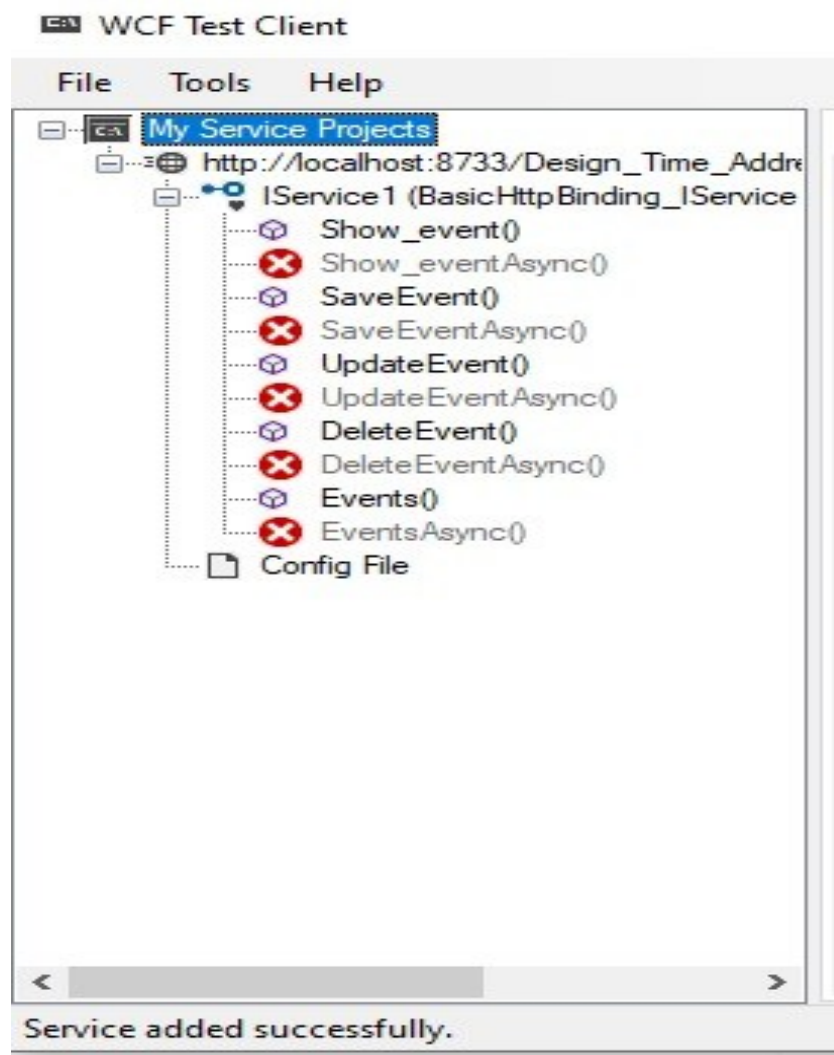 WCF Test Client
File Tools Help
My Service Projects
http://localhost:8733/Design_Time_Addre
IService1 (BasicHttpBinding_IService
Show_event()
Show_eventAsync()
SaveEvent()
SaveEventAsync()
UpdateEvent()
UpdateEventAsync()
DeleteEvent()
DeleteEventAsync()
Events()
EventsAsync()
Config File
Service added successfully.